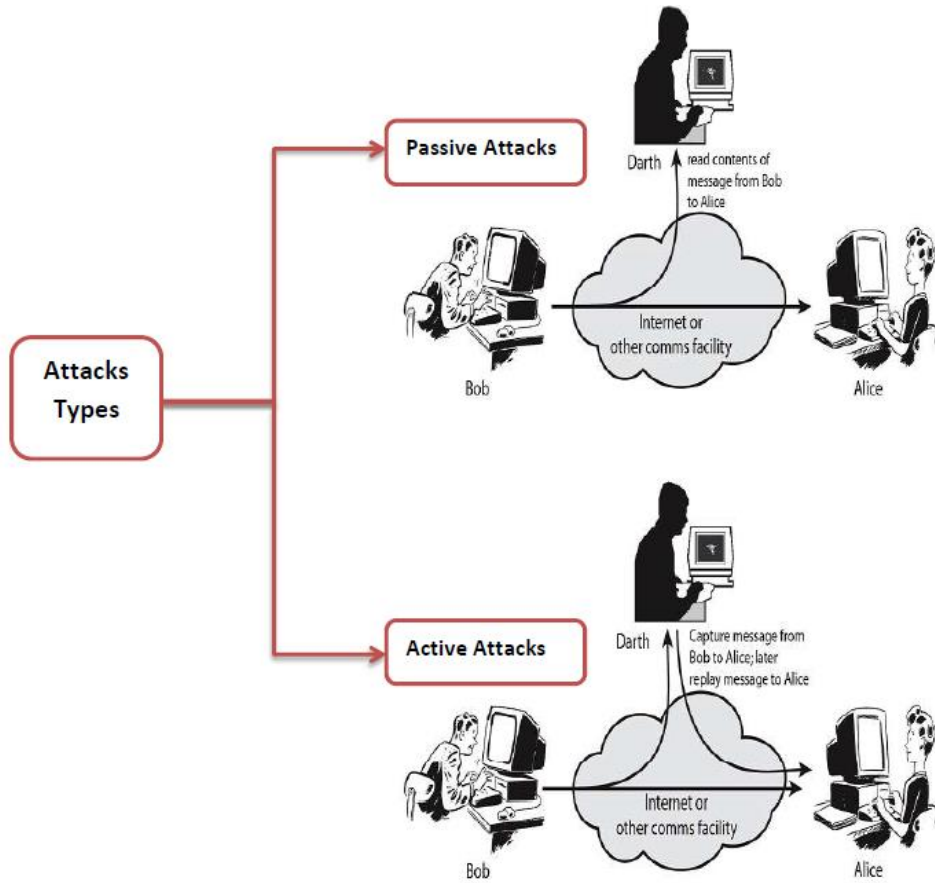 Attacks
Types
Passive Attacks
Darth
read contents of
message from Bob
to Alice
Internet or
other comms facility
Bob
Alice
Active Attacks
Darth
Capture message from
Bob to Alice; later
replay message to Alice
Internet or
other comms facility
Bob
Alice